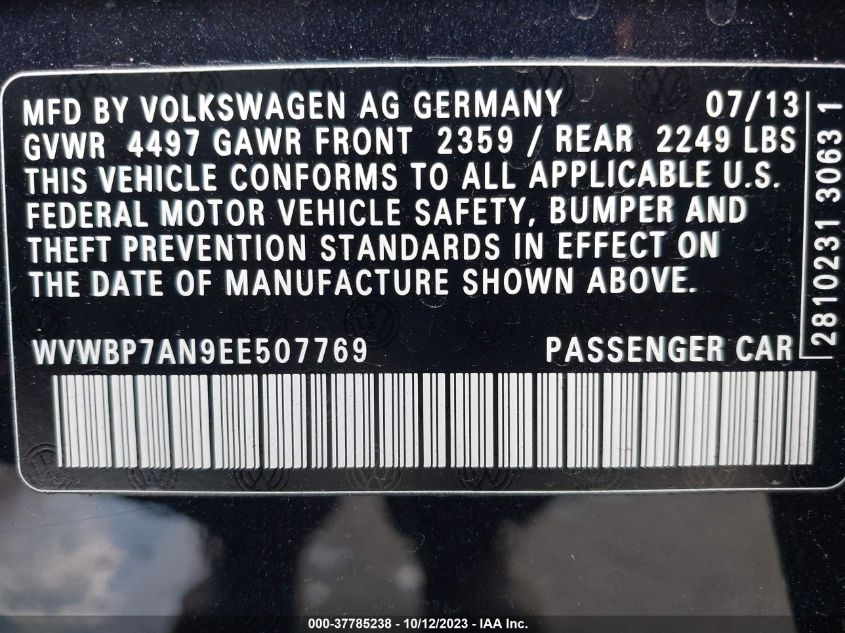 MFD BY VOLKSWAGEN AG GERMANY 07/13
GVWR 4497 GAWR FRONT 2359 / REAR 2249 LBS
THIS VEHICLE CONFORMS TO ALL APPLICABLE U.S.
FEDERAL MOTOR VEHICLE SAFETY, BUMPER AND
THEFT PREVENTION STANDARDS IN EFFECT ON
THE DATE OF MANUFACTURE SHOWN ABOVE.
WVWBP7AN9EE507769 PASSENGER CAR
2810231 3063 1
000-37785238 - 10/12/2023 - IAA Inc.